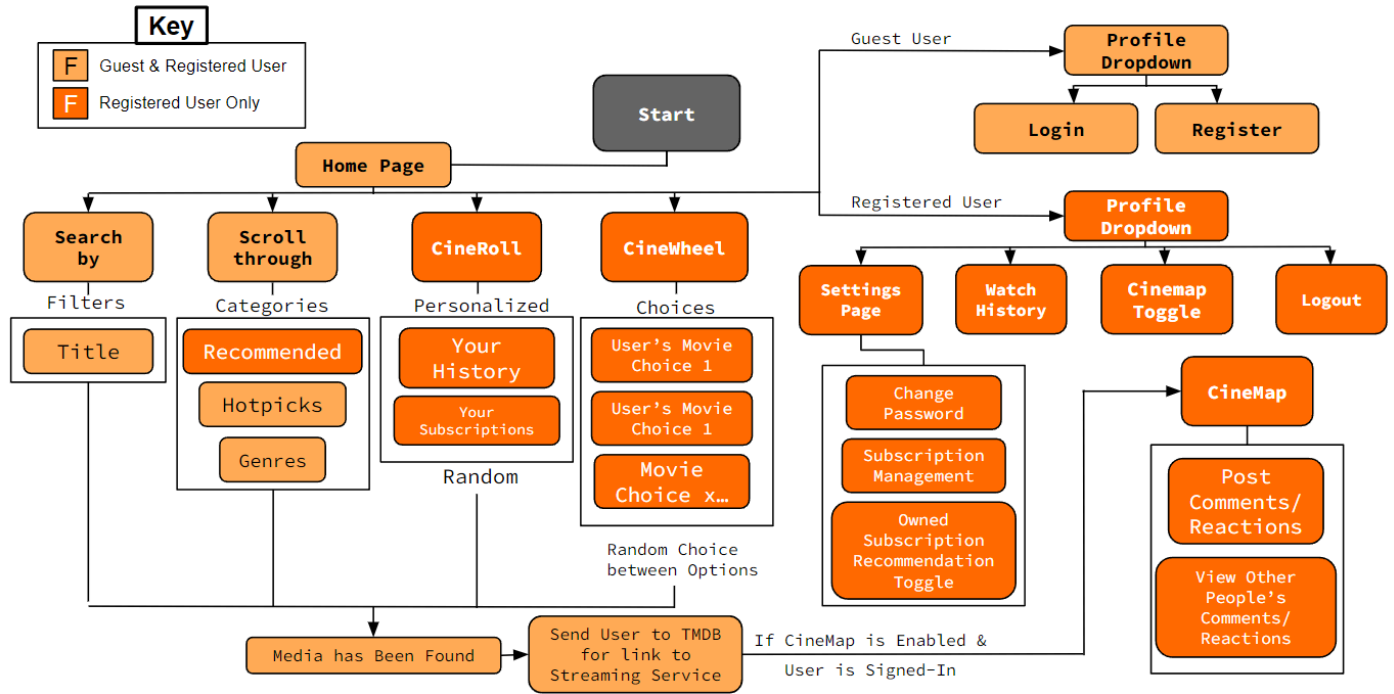 Key
F Guest & Registered User
F Registered User Only
Start
Home Page
Guest User
Profile
Dropdown
Login
Register
Registered User
Profile
Dropdown
Search
by
Scroll
through
CineRoll
CineWheel
Filters
Categories
Personalized
Choices
Title
Recommended
Hotpicks
Genres
Your
History
Your
Subscriptions
Random
User's Movie
Choice 1
User's Movie
Choice 1
Movie
Choice x…
Random Choice
between Options
Settings
Page
Watch
History
Cinemap
Toggle
Logout
Change
Password
Subscription
Management
Owned
Subscription
Recommendation
Toggle
CineMap
Post
Comments/
Reactions
View Other
People's
Comments/
Reactions
Media has Been Found
Send User to TMDB
for link to
Streaming Service
If CineMap is Enabled &
User is Signed-In